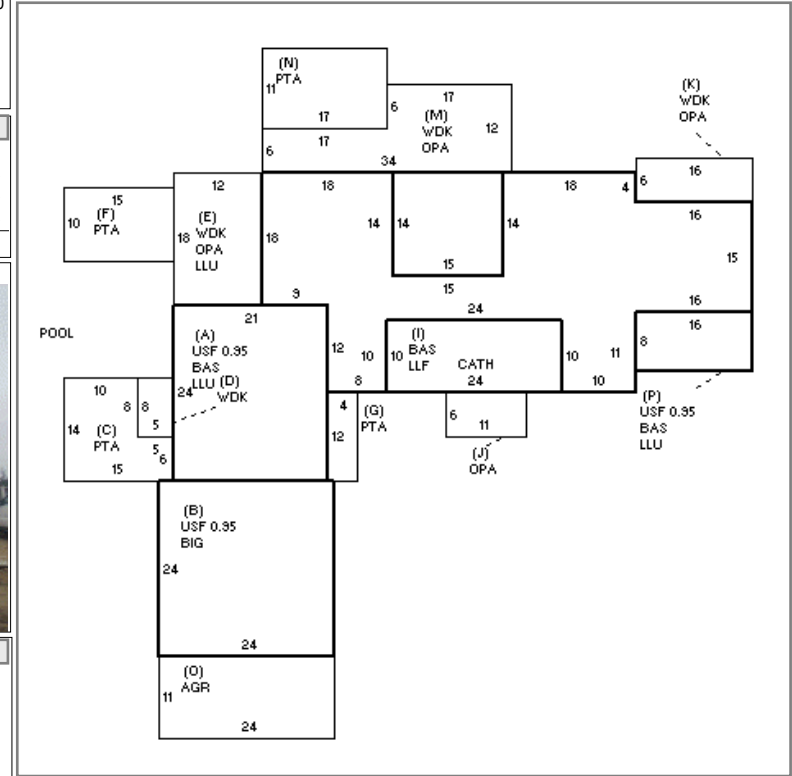 (N)
PTA
11
17
(K)
WDK
OPA
17
6
(M)
WDK
OPA
12
17
6
34
16
6
18
18
4
15
10
(F)
PTA
12
(E)
WDK
OPA
LLU
18
18
14
14
14
16
15
15
15
9
24
16
16
POOL
21
(A)
USF 0.95
BAS
LLU
24
12
10
8
10
(I)
BAS
LLF
CATH
24
10
11
10
8
(D)
WDK
10
8
8
5
14
(C)
PTA
5
6
15
4
12
(G)
PTA
6
11
(J)
OPA
(P)
USF 0.95
BAS
LLU
(B)
USF 0.95
BIG
24
24
(O)
AGR
11
24